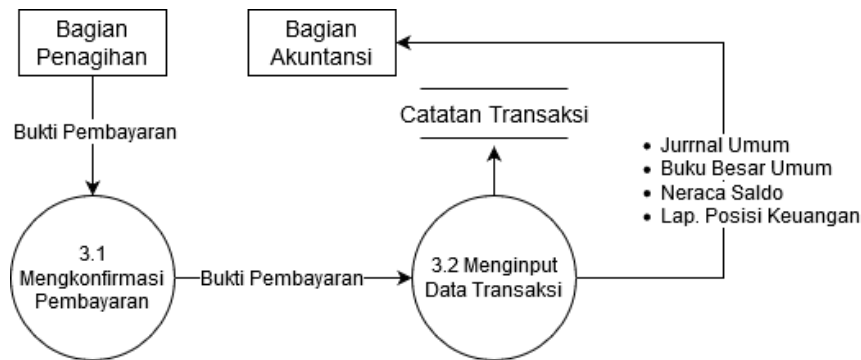 Bagian
Penagihan
Bagian
Akuntansi
Catatan Transaksi
Bukti Pembayaran
Jurrnal Umum
Buku Besar Umum
Neraca Saldo
Lap. Posisi Keuangan
3.1
Mengkonfirmasi
Pembayaran
Bukti Pembayaran
3.2 Menginput
Data Transaksi